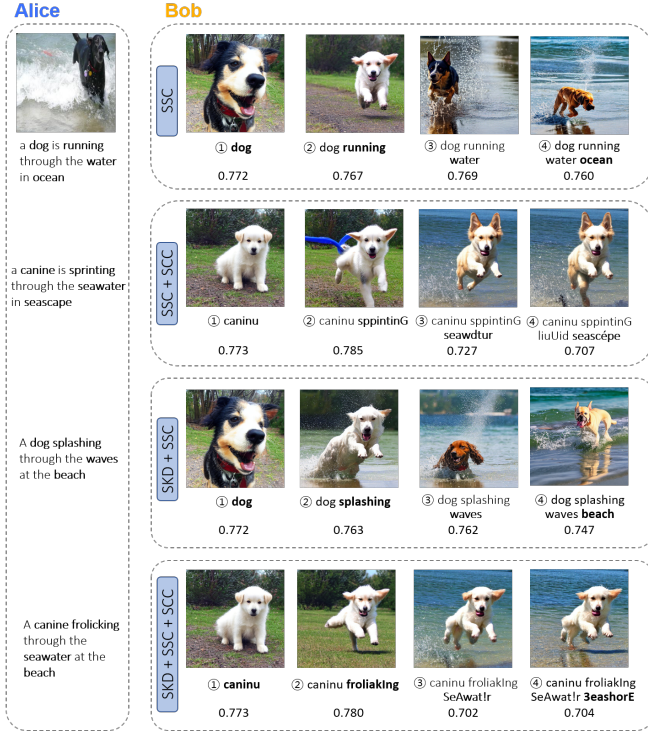 Alice
Bob
a dog is running
through the water
in ocean
SSC
① dog
② dog running
③ dog running
water
④ dog running
water ocean
0.772
0.767
0.769
0.760
a canine is sprinting
through the seawater
in seascape
SSC + SCC
① caninu
② caninu sppintinG
③ caninu sppintinG
seawdtur
④ caninu sppintinG
liuUid seascépe
0.773
0.785
0.727
0.707
A dog splashing
through the waves
at the beach
SKD + SSC
① dog
② dog splashing
③ dog splashing
waves
④ dog splashing
waves beach
0.772
0.763
0.762
0.747
A canine frolicking
through the
seawater at the
beach
SKD + SSC + SCC
① caninu
② caninu froliakIng
③ caninu froliakIng
SeAwat!r
④ caninu froliakIng
SeAwat!r 3eashorE
0.773
0.780
0.702
0.704